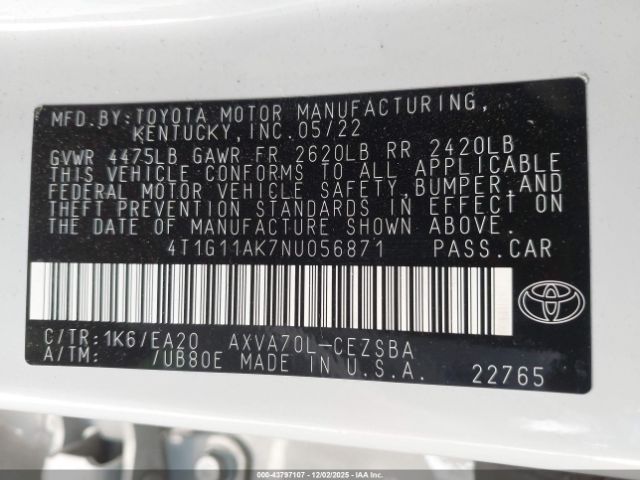 MFD.BY: TOYOTA MOTOR MANUFACTURING,
KENTUCKY, INC. 05/22
GVWR 4475LB GAWR FR 2620LB RR 2420LB
THIS VEHICLE CONFORMS TO ALL APPLICABLE
FEDERAL MOTOR VEHICLE SAFETY, BUMPER, AND
THEFT PREVENTION STANDARDS IN EFFECT ON
THE DATE OF MANUFACTURE SHOWN ABOVE.
4T1G11AK7NU056871 PASS.CAR
C/TR: 1K6/EA20 AXVA70L-CEZSBA
A/TM: /UB80E MADE IN U.S.A. 22765
000-43797107 - 12/02/2025 - IAAI PUBLIC